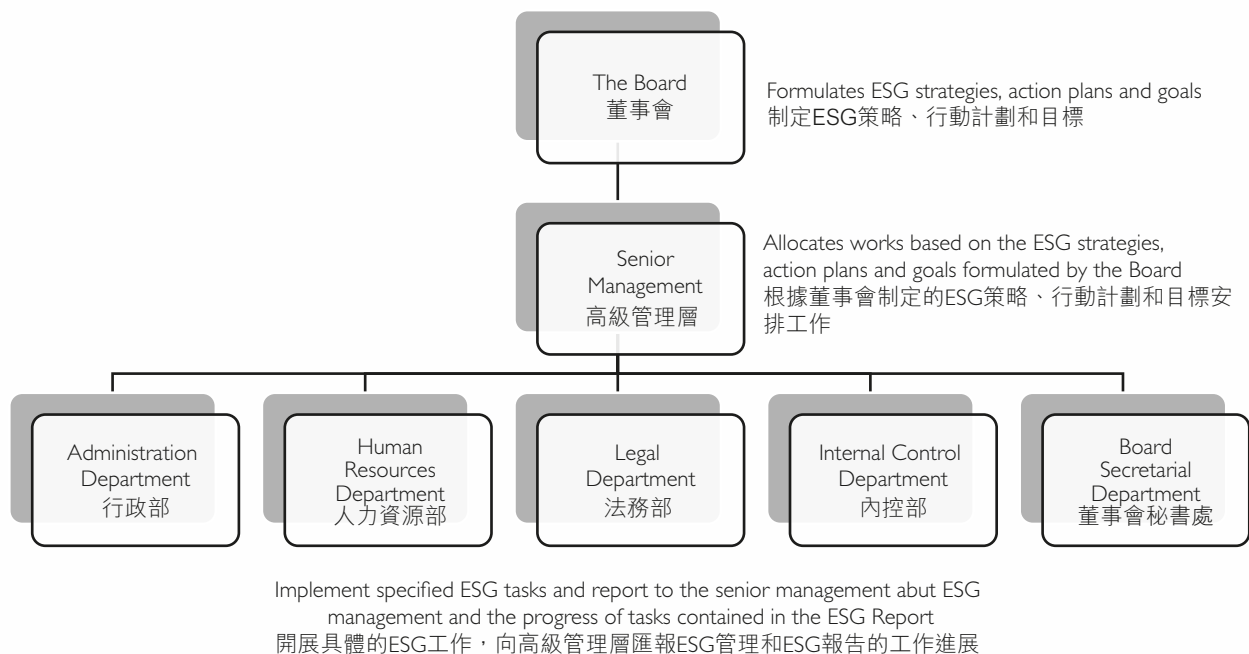 The Board
董事會
Formulates ESG strategies, action plans and goals
制定ESG策略、行動計劃和目標
Senior
Management
高級管理層
Allocates works based on the ESG strategies,
action plans and goals formulated by the Board
根據董事會制定的ESG策略、行動計劃和目標安
排工作
Administration
Department
行政部
Human
Resources
Department
人力資源部
Legal
Department
法務部
Internal Control
Department
內控部
Board
Secretarial
Department
董事會秘書處
Implement specified ESG tasks and report to the senior management abut ESG
management and the progress of tasks contained in the ESG Report
開展具體的ESG工作，向高級管理層匯報ESG管理和ESG報告的工作進展